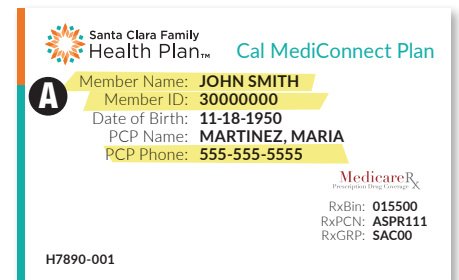 Santa Clara Family
Health Plan™
Cal MediConnect Plan
A
Member Name: JOHN SMITH
Member ID: 30000000
Date of Birth: 11-18-1950
PCP Name: MARTINEZ, MARIA
PCP Phone: 555-555-5555
MedicareRx
Prescription Drug Coverage
RxBin: 015500
RxPCN: ASPR111
RxGRP: SAC00
H7890-001